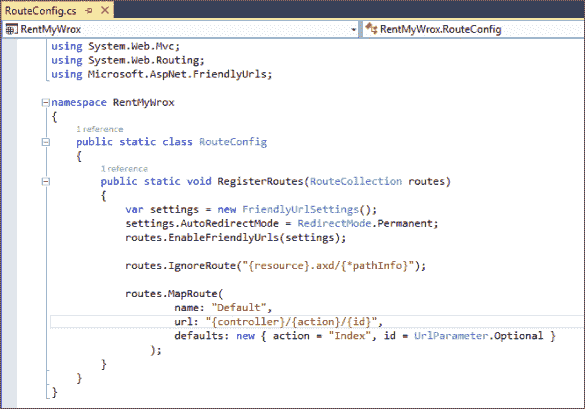 RouteConfig.cs
RentMyWrox RentMyWrox.RouteConfig
using System.Web.Mvc;
using System.Web.Routing;
using Microsoft.AspNet.FriendlyUrls;
namespace RentMyWrox
{
1 reference
public static class RouteConfig
{
1 reference
public static void RegisterRoutes(RouteCollection routes)
{
var settings = new FriendlyUrlSettings();
settings.AutoRedirectMode = RedirectMode.Permanent;
routes.EnableFriendlyUrls(settings);
routes.IgnoreRoute("{resource}.axd/{*pathInfo}");
routes.MapRoute(
name: "Default",
url: "{controller}/{action}/{id}",
defaults: new { action = "Index", id = UrlParameter.Optional }
);
}
}
}